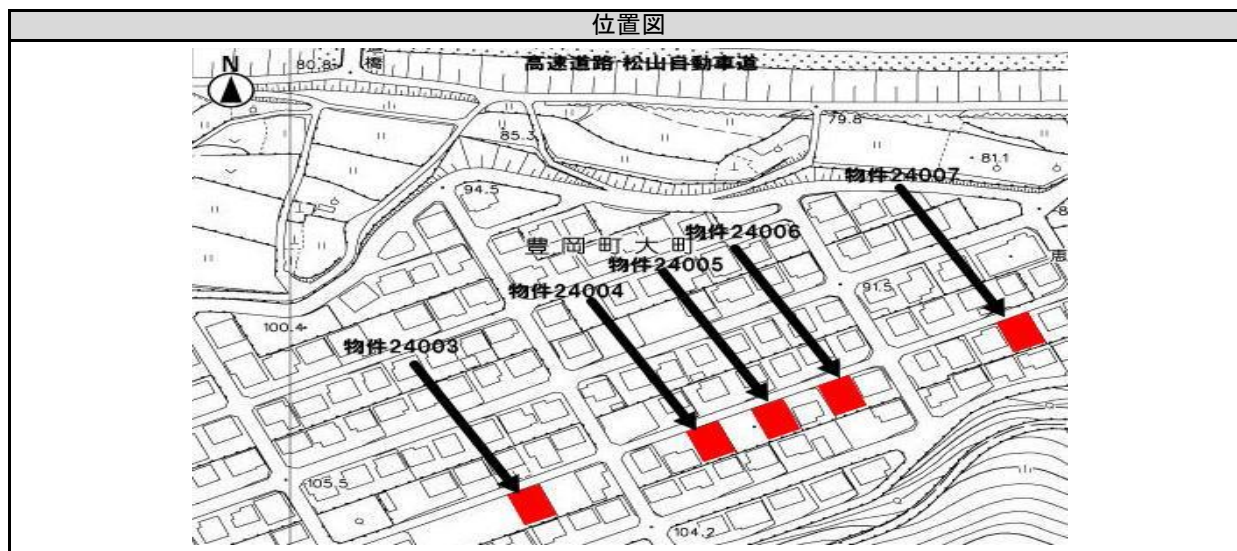 位置図
N
80.8
橋
高速道路 松山自動車道
85.3
79.8
81.1
物件24007
94.5
物件24006
豊岡町大町
物件24005
物件24004
91.5
恵
100.4
物件24003
105.5
104.2